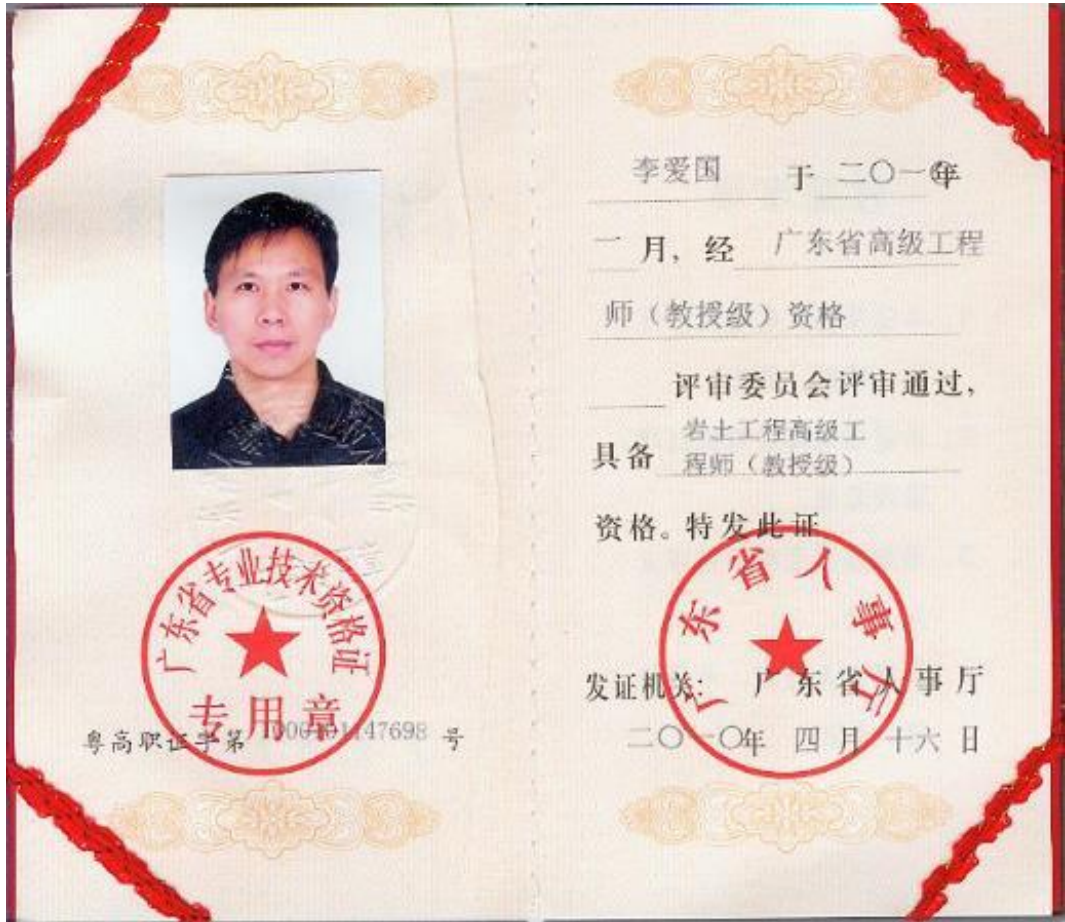 广东省专业技术资格证
专用章
粤高职证字第 号
李爱国 于 二〇一〇年
一 月, 经 广东省高级工程
师（教授级）资格
评审委员会评审通过,
具备 岩土工程高级工
程师（教授级）
资格。特发此证
广东省人事厅
发证机关: 广东省人事厅
二〇一〇年 四 月 十六 日